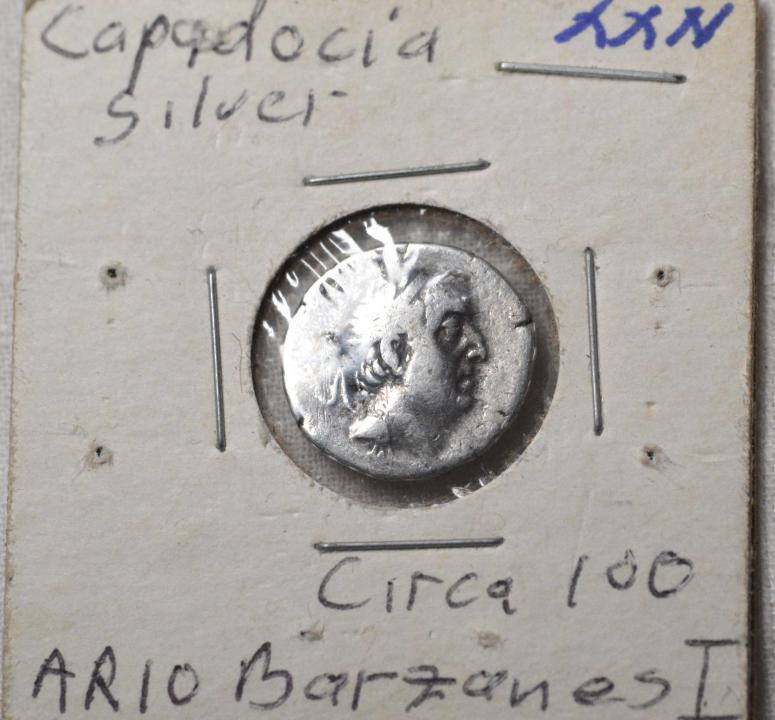 Capadocia
XXN
silver
Circa 100
ARIO Barzanes I